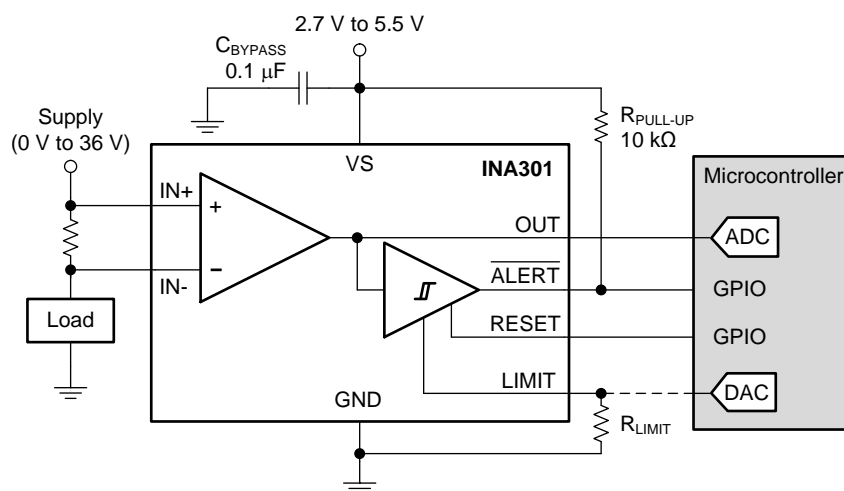 2.7 V to 5.5 V
CBYPASS
0.1 μF
Supply
(0 V to 36 V)
RPULL-UP
10 kΩ
VS
INA301
Microcontroller
IN+
+
OUT
ADC
-
IN-
ALERT
GPIO
Load
RESET
GPIO
LIMIT
DAC
GND
RLIMIT